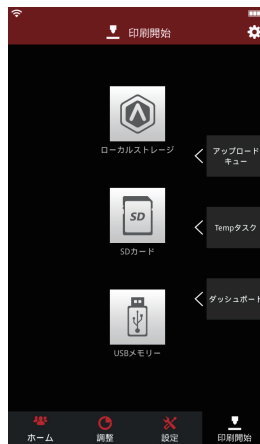 印刷開始
ローカルストレージ
アップロード
キュー
SD
Tempタスク
SDカード
ダッシュボード
USBメモリー
ホーム
調整
設定
印刷開始